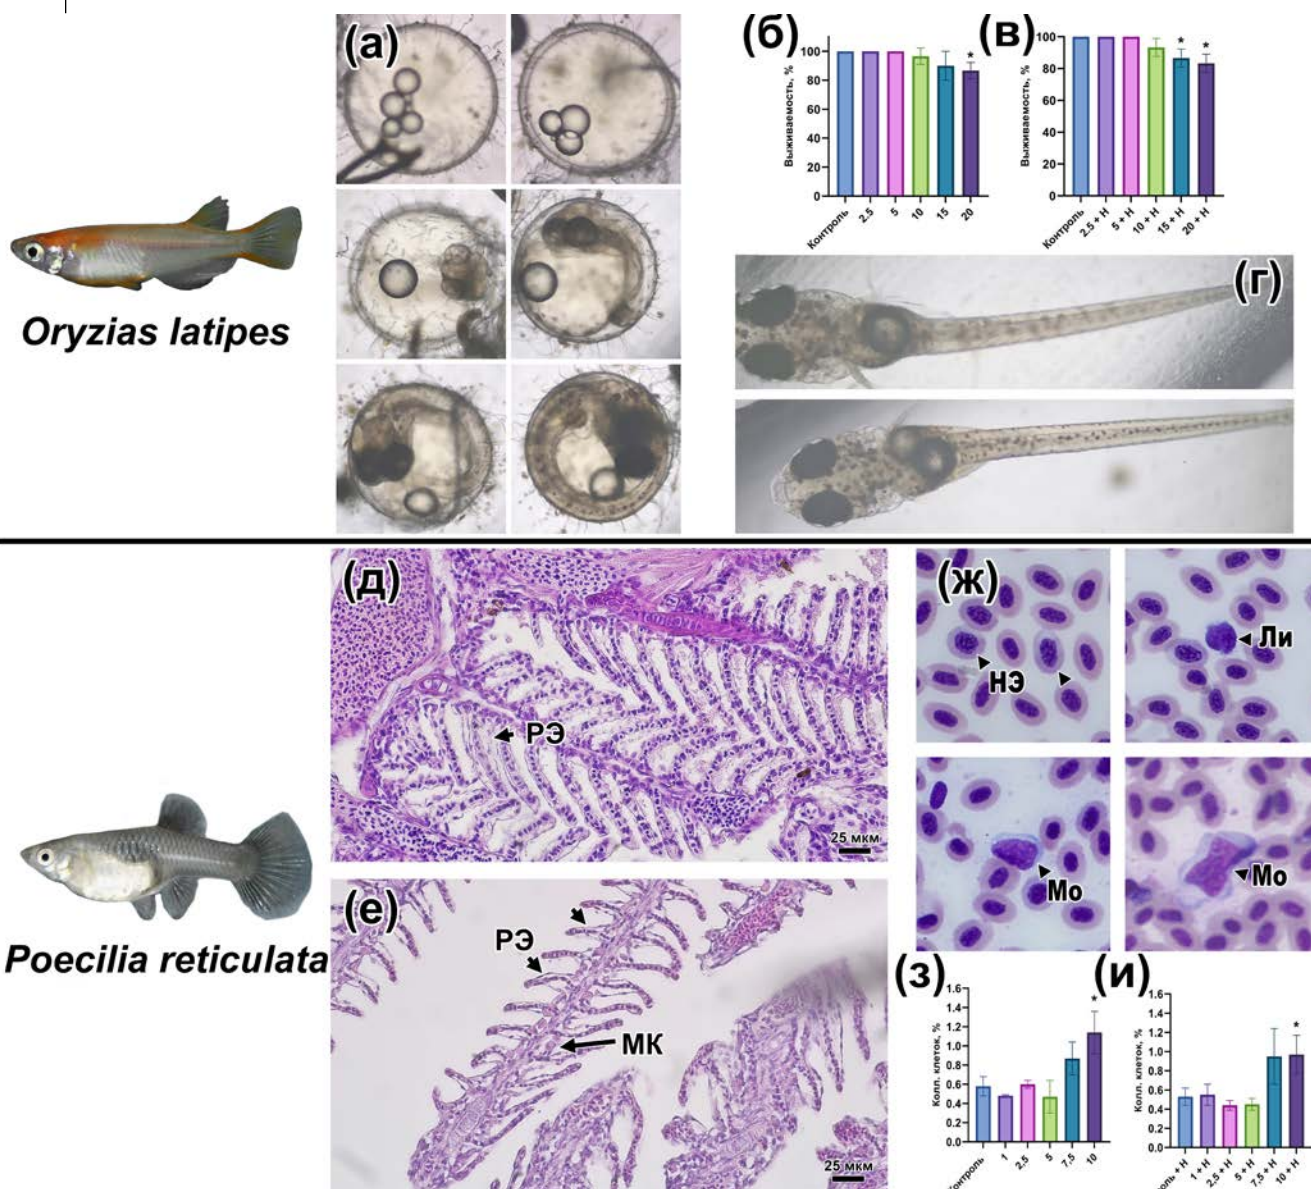 (а)
(б)
Выживаемость, %
100
80
60
40
20
0
Контроль
2.5
5
10
15
20
*
(в)
Выживаемость, %
100
80
60
40
20
0
Контроль
2.5 + Н
5 + Н
10 + Н
15 + Н
20 + Н
*
*
Oryzias latipes
(г)
(д)
РЭ
25 мкм
(ж)
НЭ
Ли
Мо
Мо
Poecilia reticulata
(е)
РЭ
МК
25 мкм
(з)
Колл. клеток, %
1.6
1.4
1.2
1.0
0.8
0.6
0.4
0.2
0.0
Контроль
1
2,5
5
7,5
10
*
(и)
Колл. клеток, %
1.6
1.4
1.2
1.0
0.8
0.6
0.4
0.2
0.0
роль + Н
1 + Н
2,5 + Н
5 + Н
7,5 + Н
10 + Н
*